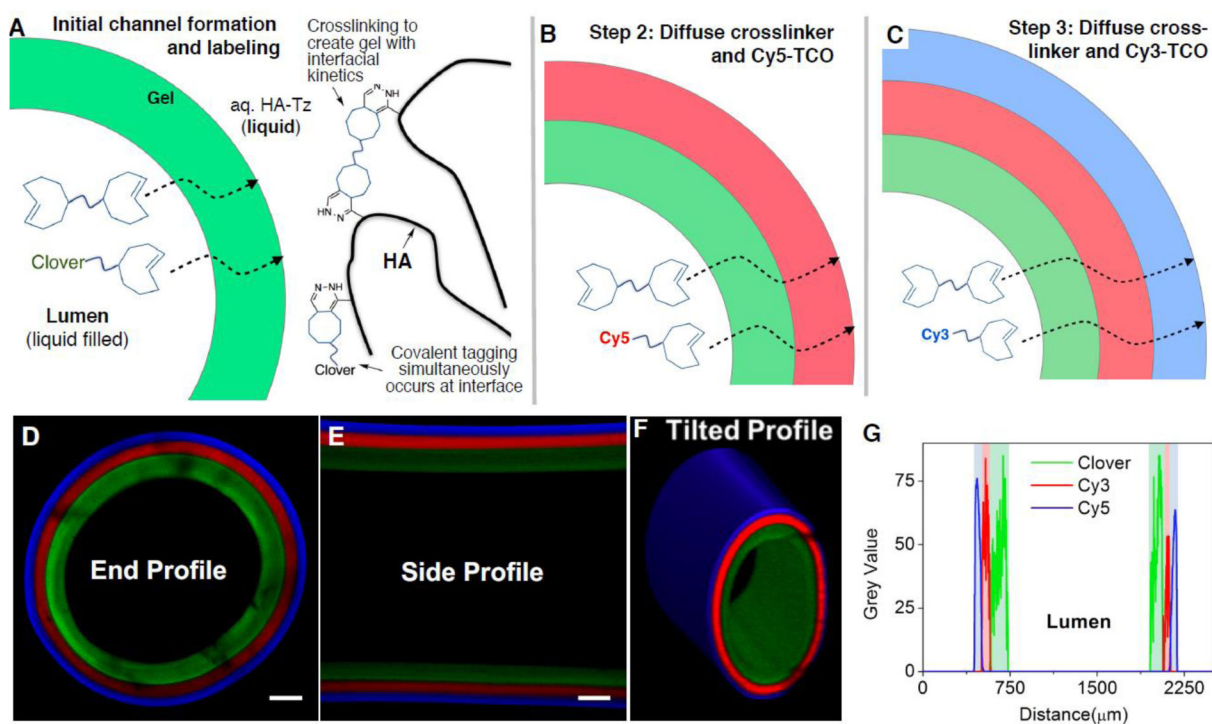 A
Initial channel formation
and labeling
Gel
aq. HA-Tz
(liquid)
Crosslinking to
create gel with
interfacial
kinetics
N
NH
N
HN
N
N
HA
N
NH
N
Clover
Covalent tagging
simultaneously
occurs at interface
Clover
Lumen
(liquid filled)
B
Step 2: Diffuse crosslinker
and Cy5-TCO
Cy5
C
Step 3: Diffuse cross-
linker and Cy3-TCO
Cy3
D
End Profile
E
Side Profile
F
Tilted Profile
G
Clover
Cy3
Cy5
Grey Value
75
50
25
0
Lumen
0
750
1500
2250
Distance(μm)